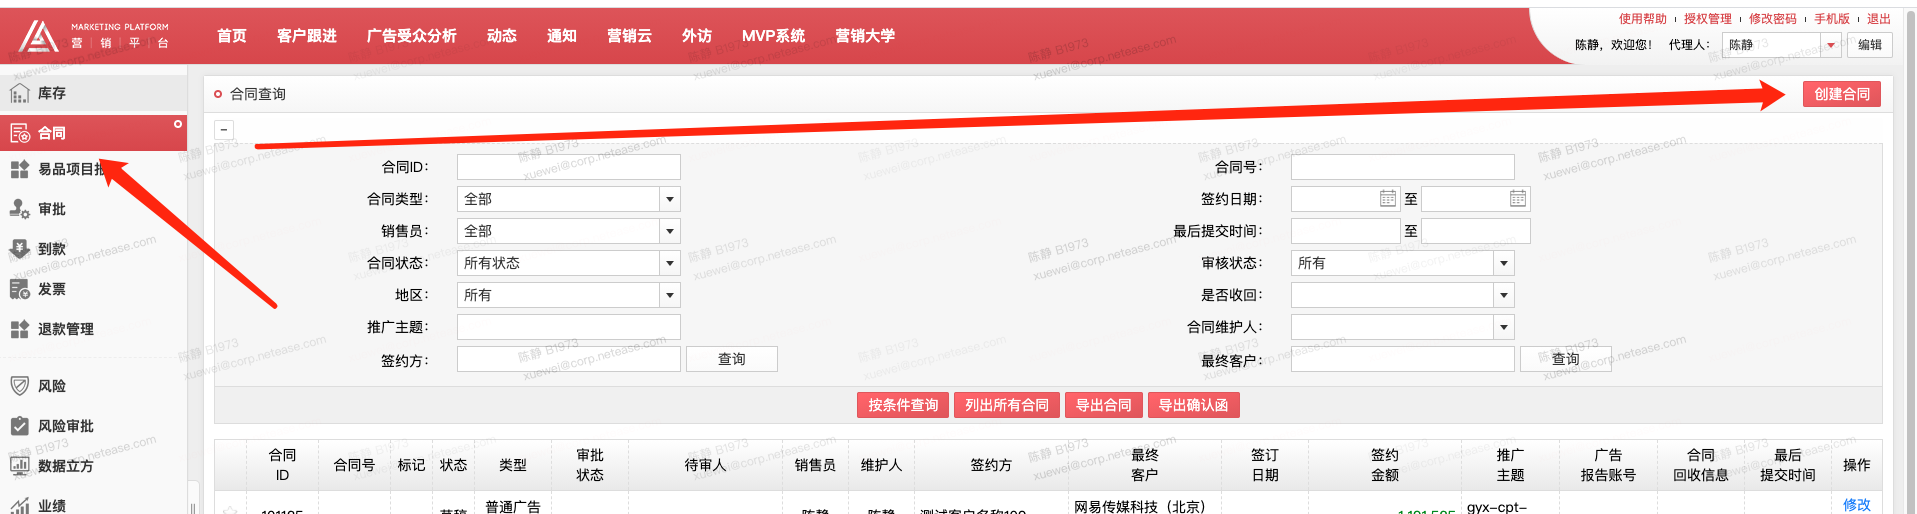 使用帮助 授权管理 修改密码 手机版 退出
MARKETING PLATFORM
营 销 平 台
首页 客户跟进 广告受众分析 动态 通知 营销云 外访 MVP系统 营销大学
陈静，欢迎您！ 代理人： 陈静 编辑
库存
合同
易品项目报
审批
到款
发票
退款管理
风险
风险审批
数据立方
业绩
合同查询
创建合同
合同ID：
合同号：
合同类型： 全部
签约日期： 至
销售员： 全部
最后提交时间： 至
合同状态： 所有状态
审核状态： 所有
地区： 所有
是否收回：
推广主题：
合同维护人：
签约方： 查询
最终客户： 查询
按条件查询 列出所有合同 导出合同 导出确认函
合同ID 合同号 标记 状态 类型 审批状态 待审人 销售员 维护人 签约方 最终客户 签订日期 签约金额 推广主题 广告报告账号 合同回收信息 最后提交时间 操作
普通广告
网易传媒科技（北京）
gyx-cpt-
修改
草稿
陈静
陈静
陈静 B1973
xuewei@corp.netease.com